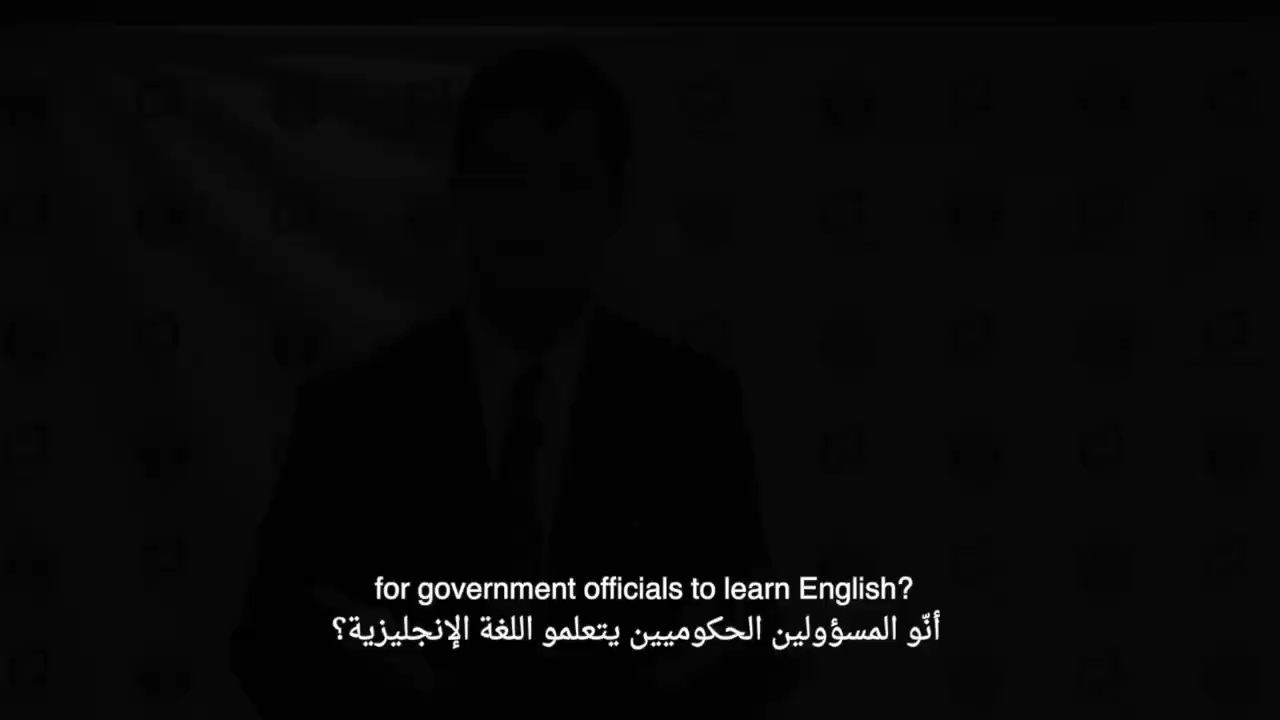 for government officials to learn English?
أنّو المسؤولين الحكوميين يتعلمو اللغة الإنجليزية؟